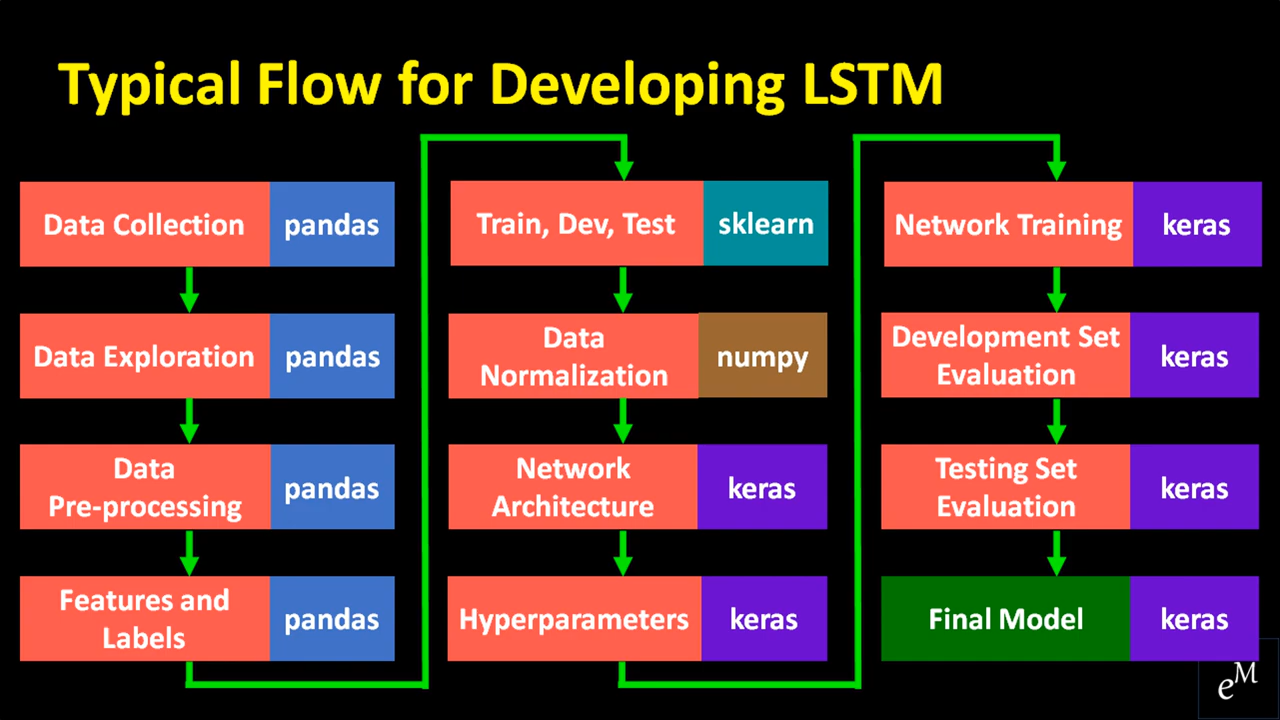 Typical Flow for Developing LSTM
Data Collection
pandas
Data Exploration
pandas
Data
Pre-processing
pandas
Features and
Labels
pandas
Train, Dev, Test
sklearn
Data
Normalization
numpy
Network
Architecture
keras
Hyperparameters
keras
Network Training
keras
Development Set
Evaluation
keras
Testing Set
Evaluation
keras
Final Model
keras
eM